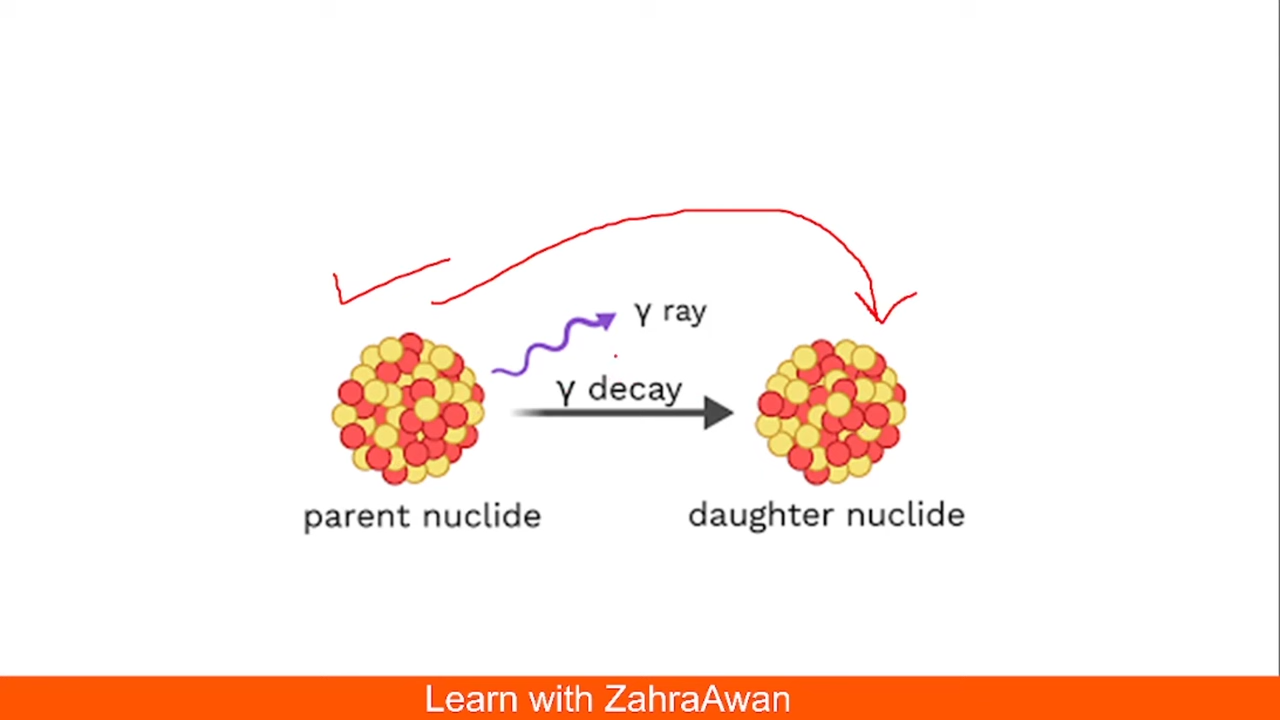 γ ray
γ decay
parent nuclide
daughter nuclide
Learn with ZahraAwan